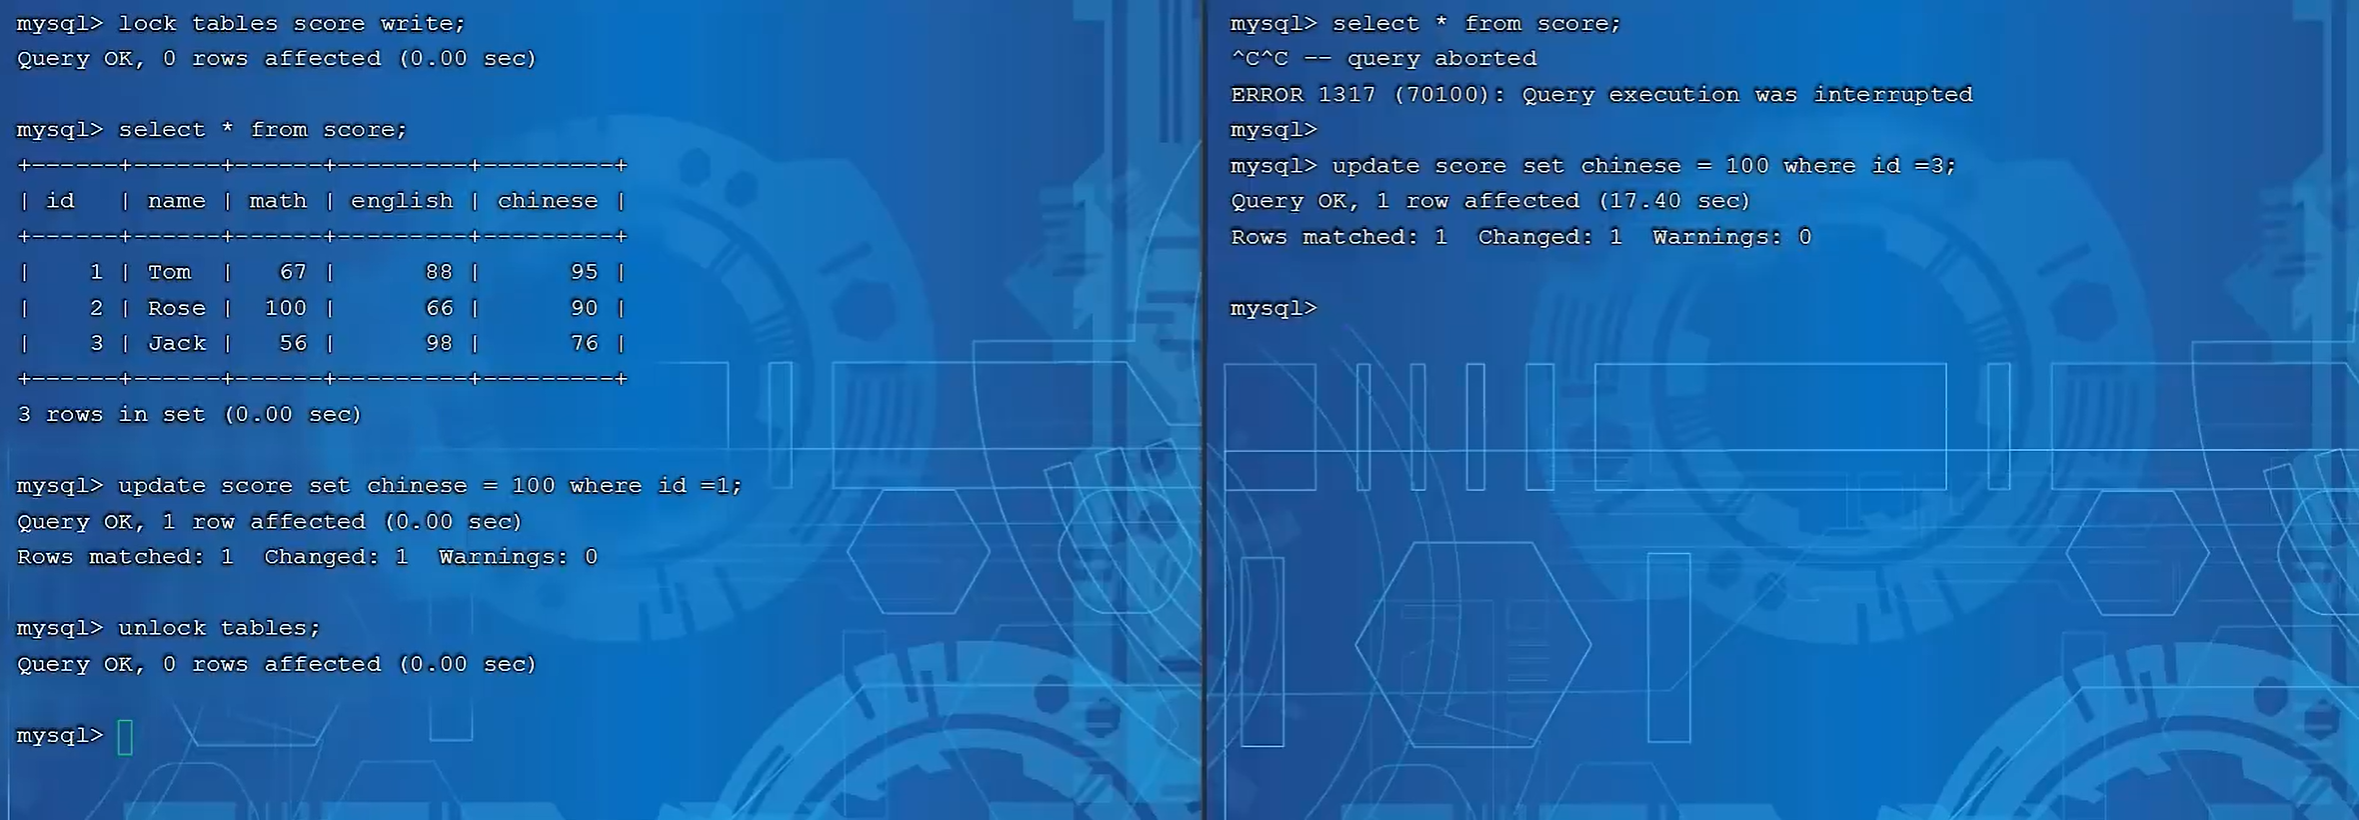 mysql> lock tables score write;
Query OK, 0 rows affected (0.00 sec)
mysql> select * from score;
+------+------+------+---------+---------+
| id   | name | math | english | chinese |
+------+------+------+---------+---------+
|    1 | Tom  |   67 |      88 |      95 |
|    2 | Rose |  100 |      66 |      90 |
|    3 | Jack |   56 |      98 |      76 |
+------+------+------+---------+---------+
3 rows in set (0.00 sec)
mysql> update score set chinese = 100 where id =1;
Query OK, 1 row affected (0.00 sec)
Rows matched: 1  Changed: 1  Warnings: 0
mysql> unlock tables;
Query OK, 0 rows affected (0.00 sec)
mysql>
mysql> select * from score;
^C^C -- query aborted
ERROR 1317 (70100): Query execution was interrupted
mysql>
mysql> update score set chinese = 100 where id =3;
Query OK, 1 row affected (17.40 sec)
Rows matched: 1  Changed: 1  Warnings: 0
mysql>